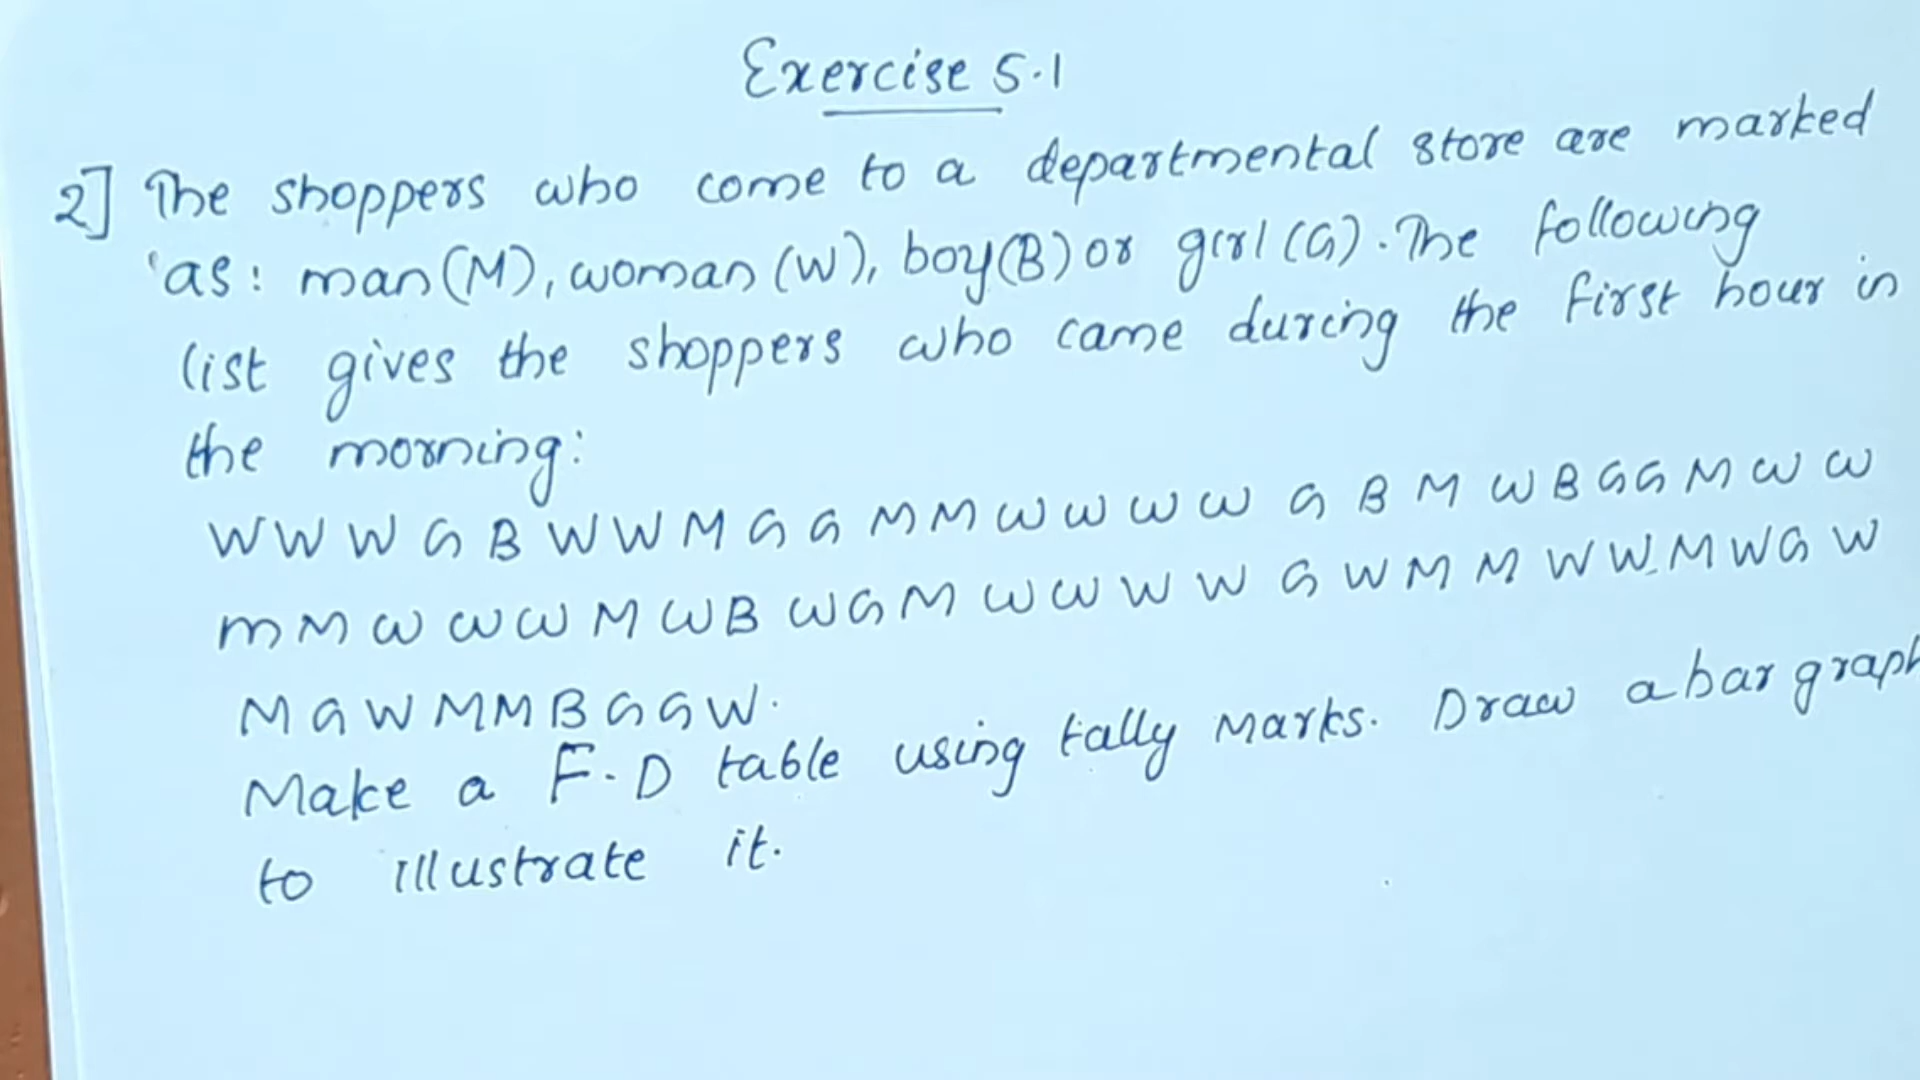 Exercise 5.1
2] The shoppers who come to a departmental store are marked
as: man (M), woman (W), boy (B) or girl (G). The following
list gives the shoppers who came during the first hour in
the morning:
W W W G B W W M G G M M W W W W G B M W B G G M W W
M M W W W M W B W G M W W W W G W M M W W M W G W
M G W M M B G G W.
Make a F.D table using tally Marks. Draw a bar graph
to illustrate it.